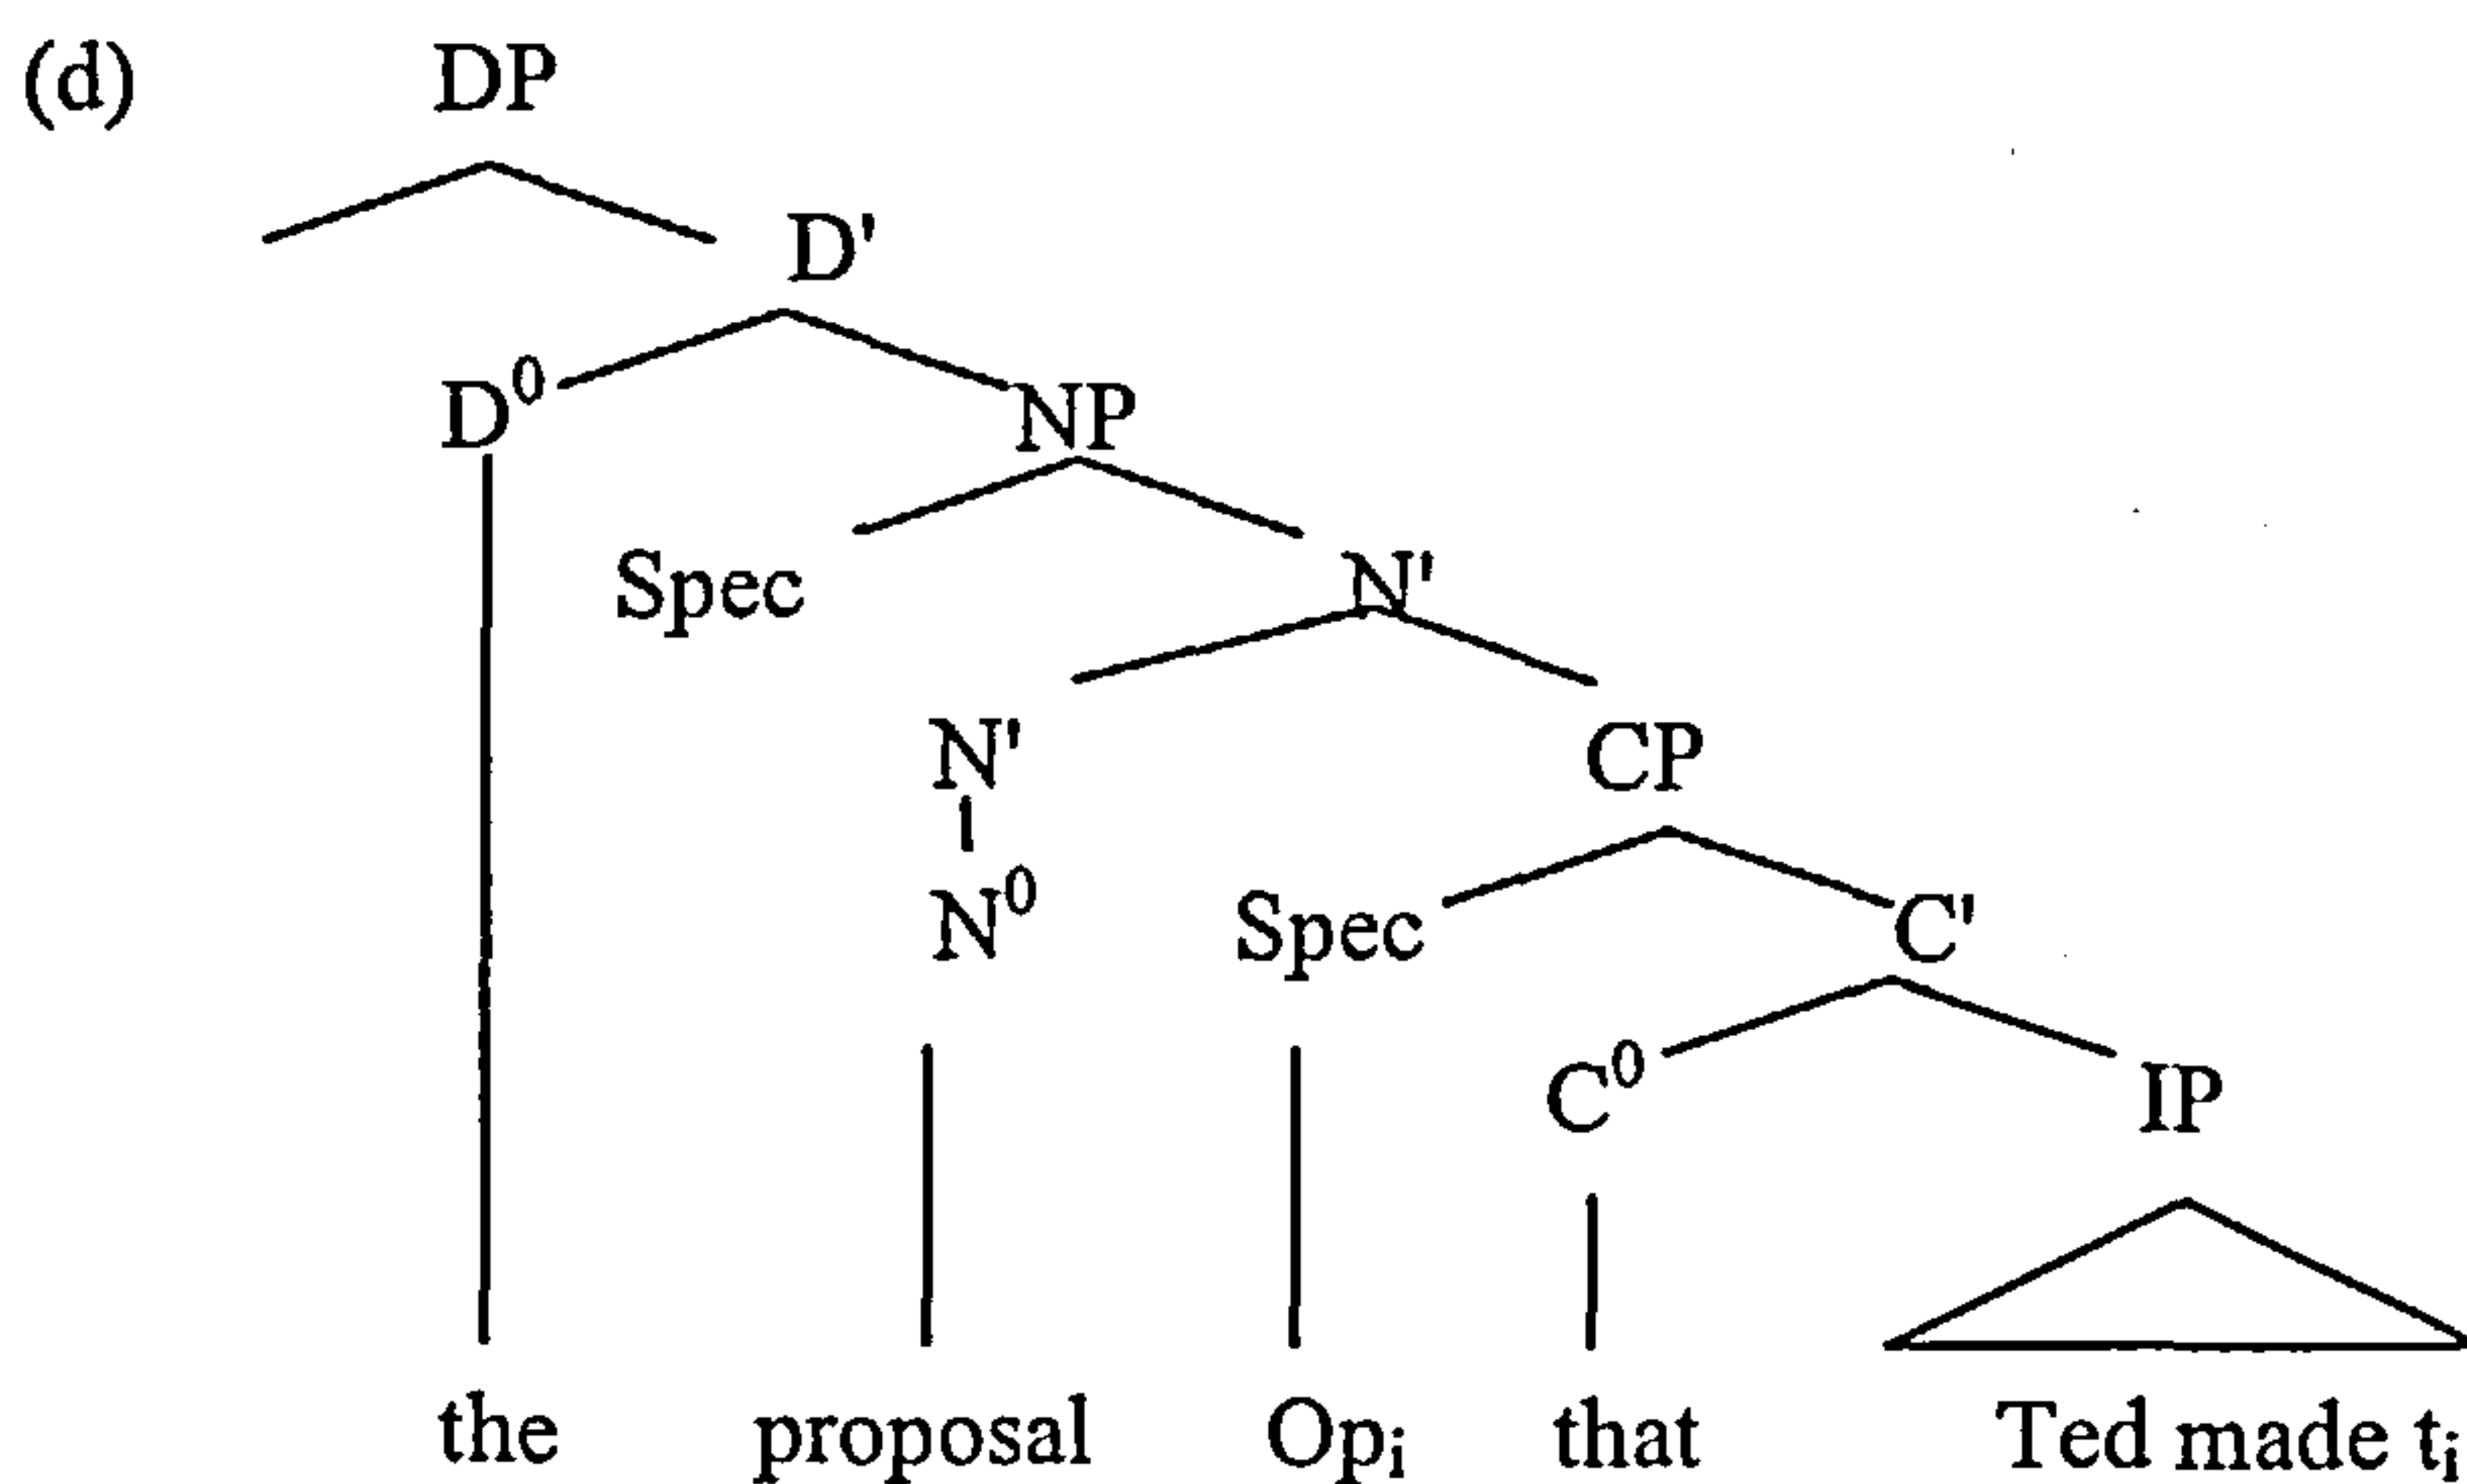 (d) DP
D'
D⁰ NP
Spec N'
N' CP
N⁰ Spec C'
C⁰ IP
the proposal Opᵢ that Ted made tᵢ